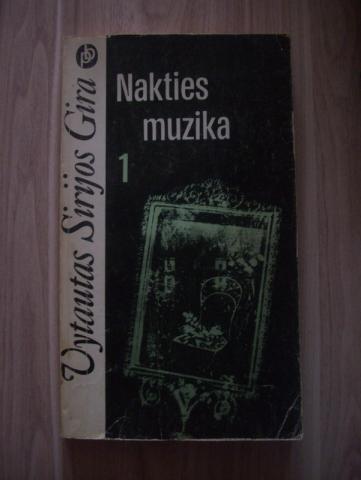 Nakties
muzika
1
Vytautas Sirijos Gira